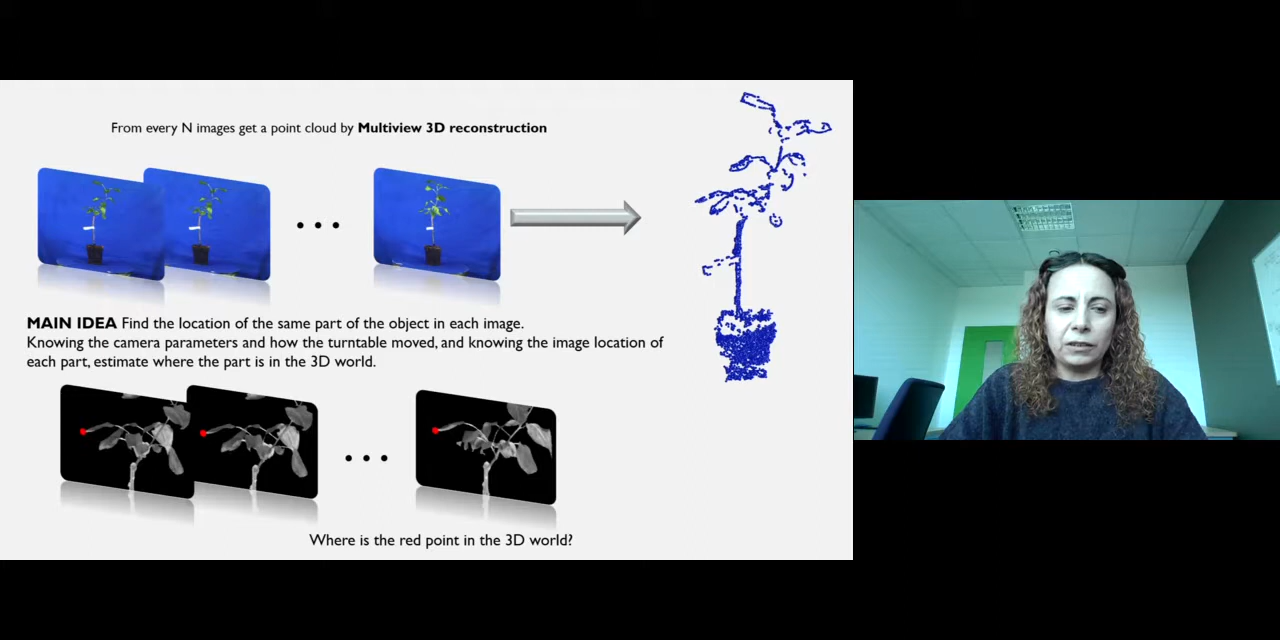 From every N images get a point cloud by Multiview 3D reconstruction
MAIN IDEA Find the location of the same part of the object in each image.
Knowing the camera parameters and how the turntable moved, and knowing the image location of
each part, estimate where the part is in the 3D world.
Where is the red point in the 3D world?